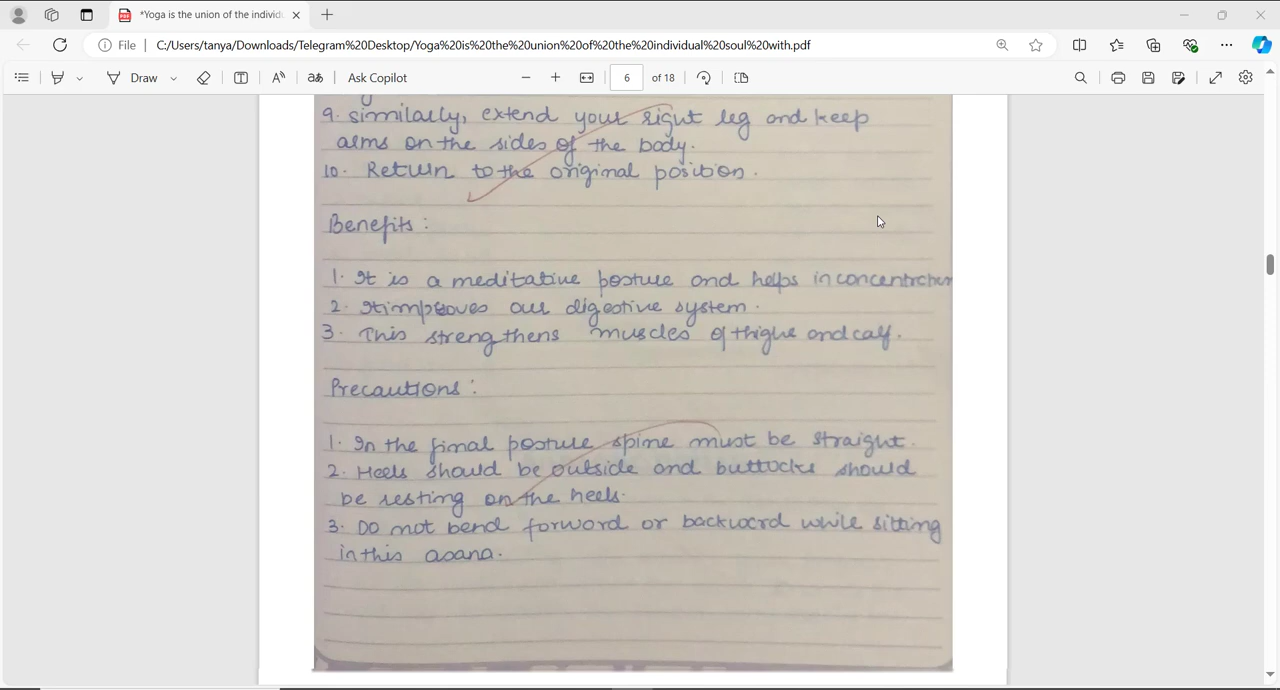 *Yoga is the union of the individ
File
C:/Users/tanya/Downloads/Telegram%20Desktop/Yoga%20is%20the%20union%20of%20the%20individual%20soul%20with.pdf
Draw
Ask Copilot
6 of 18
9. Similarly, extend your right leg and keep
arms on the sides of the body.
10. Return to the original position.
Benefits:
1. It is a meditative posture and helps in concentration
2. It improves our digestive system.
3. This strengthens muscles of thighs and calf.
Precautions:
1. In the final posture spine must be straight.
2. Heels should be outside and buttocks should
be resting on the heels.
3. Do not bend forward or backward while sitting
in this asana.